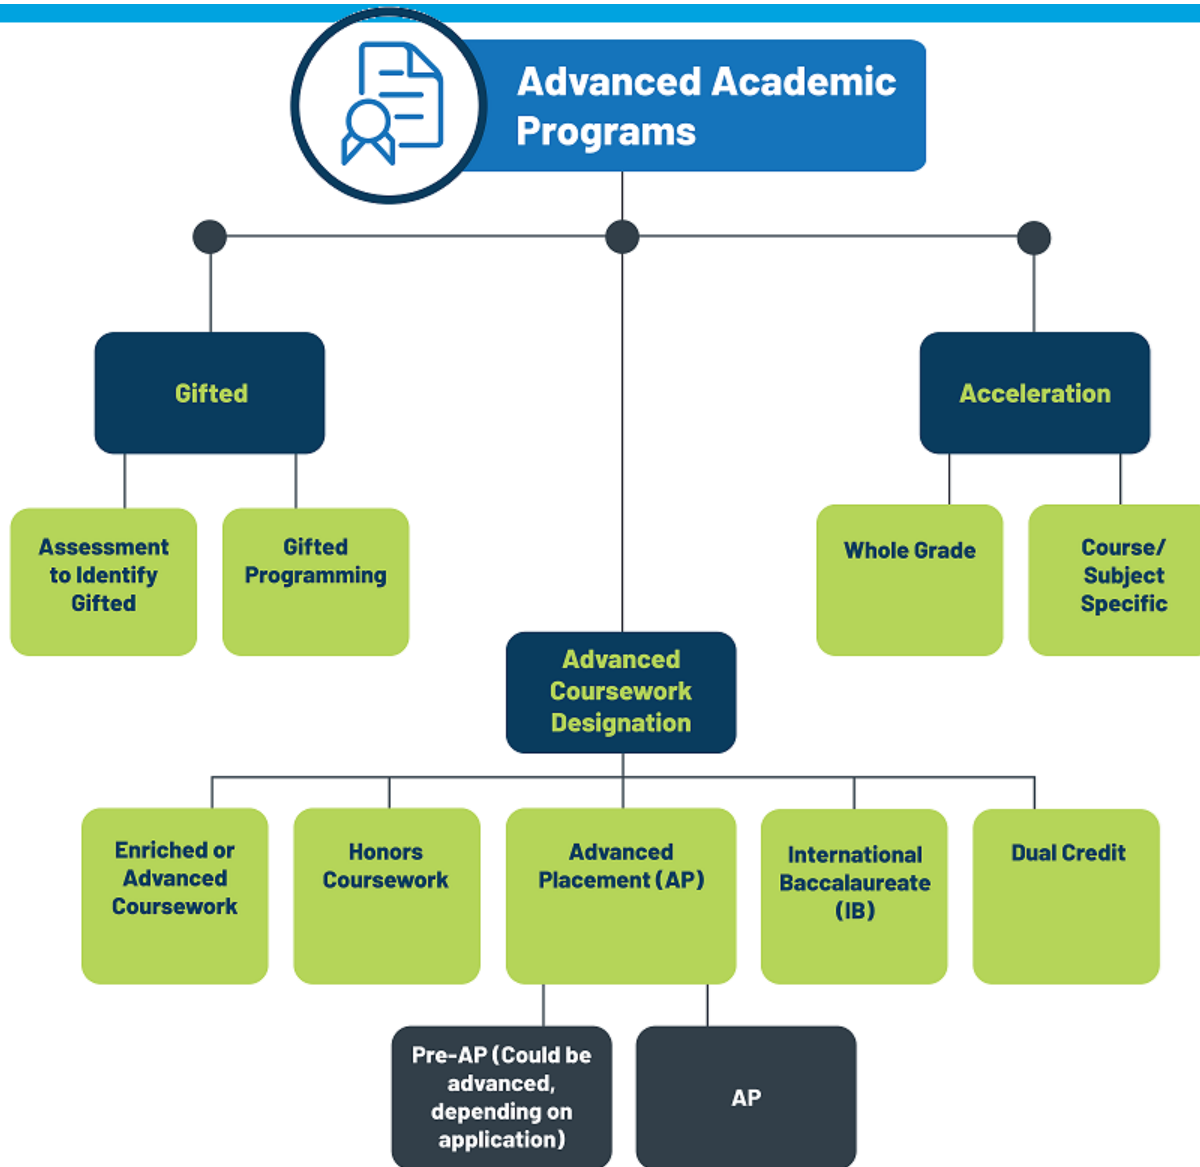 Advanced Academic
Programs
Gifted
Acceleration
Assessment
to Identify
Gifted
Gifted
Programming
Whole Grade
Course/
Subject
Specific
Advanced
Coursework
Designation
Enriched or
Advanced
Coursework
Honors
Coursework
Advanced
Placement (AP)
International
Baccalaureate
(IB)
Dual Credit
Pre-AP (Could be
advanced,
depending on
application)
AP